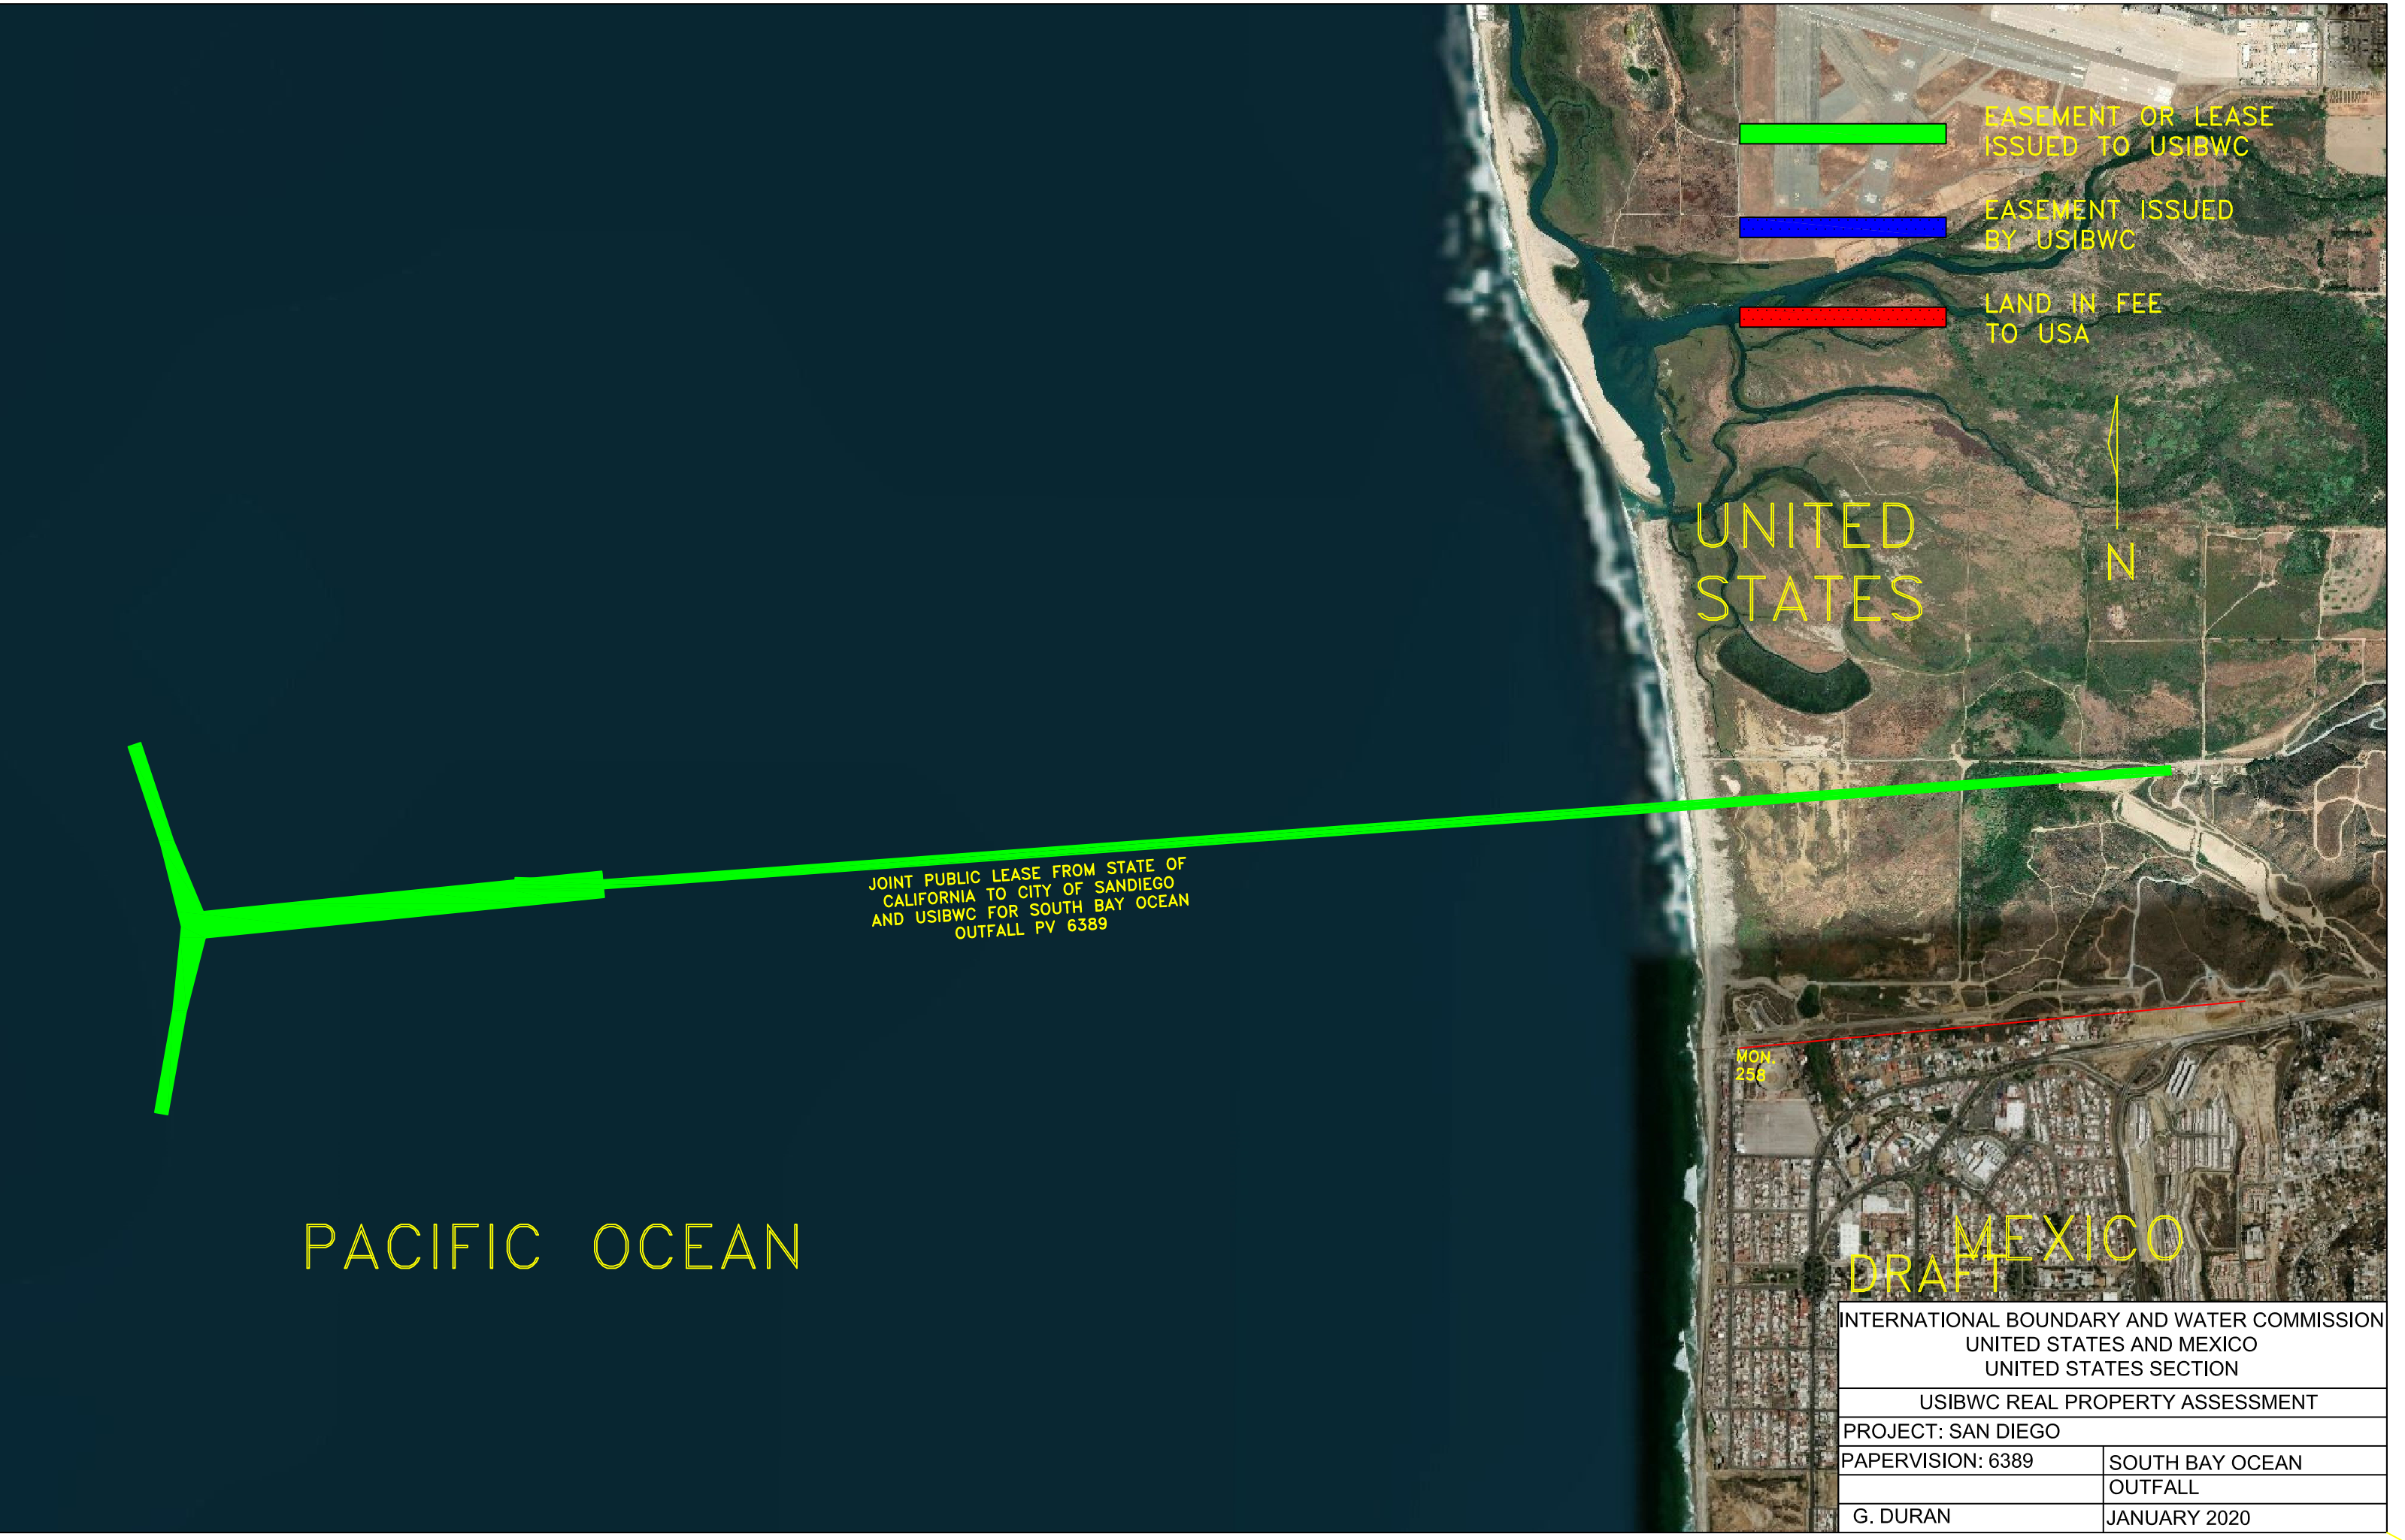 EASEMENT OR LEASE
ISSUED TO USIBWC
EASEMENT ISSUED
BY USIBWC
LAND IN FEE
TO USA
UNITED
STATES
N
JOINT PUBLIC LEASE FROM STATE OF
CALIFORNIA TO CITY OF SANDIEGO
AND USIBWC FOR SOUTH BAY OCEAN
OUTFALL PV 6389
MON.
258
PACIFIC OCEAN
MEXICO
DRAFT
INTERNATIONAL BOUNDARY AND WATER COMMISSION
UNITED STATES AND MEXICO
UNITED STATES SECTION
USIBWC REAL PROPERTY ASSESSMENT
PROJECT: SAN DIEGO
PAPERVISION: 6389
SOUTH BAY OCEAN
OUTFALL
G. DURAN
JANUARY 2020